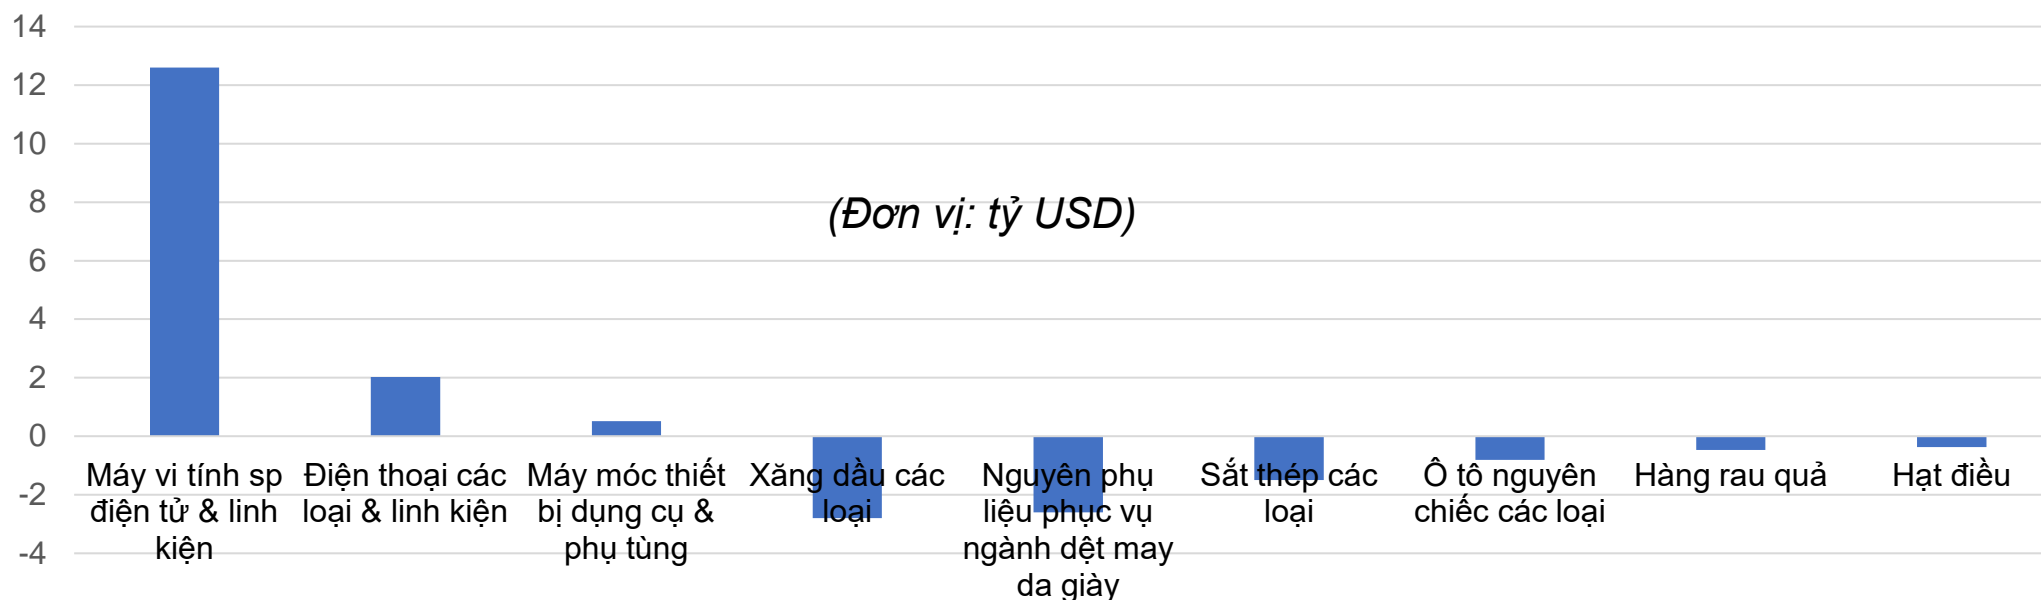 14
12
10
8
6
4
2
0
-2
-4
(Đơn vị: tỷ USD)
Máy vi tính sp
điện tử & linh
kiện
Điện thoại các
loại & linh kiện
Máy móc thiết
bị dụng cụ &
phụ tùng
Xăng dầu các
loại
Nguyên phụ
liệu phục vụ
ngành dệt may
da giày
Sắt thép các
loại
Ô tô nguyên
chiếc các loại
Hàng rau quả
Hạt điều